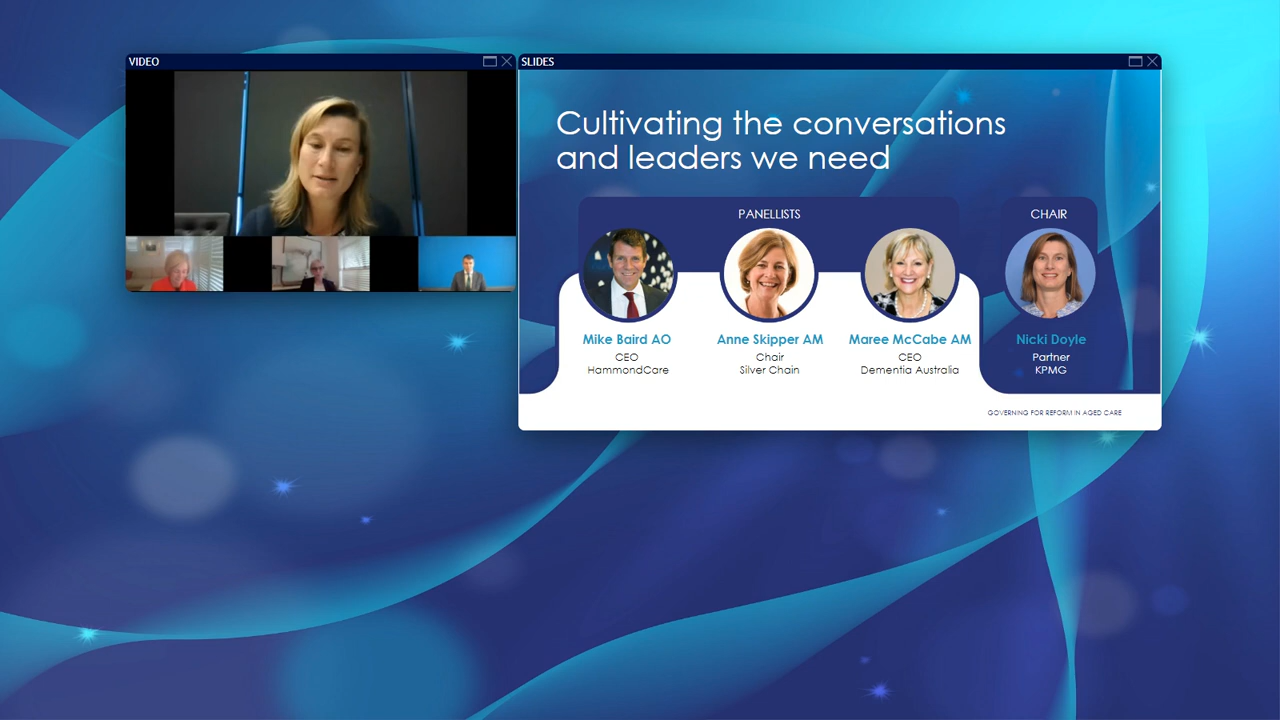 VIDEO
SLIDES
Cultivating the conversations
and leaders we need
PANELLISTS
CHAIR
Mike Baird AO
CEO
HammondCare
Anne Skipper AM
Chair
Silver Chain
Maree McCabe AM
CEO
Dementia Australia
Nicki Doyle
Partner
KPMG
GOVERNING FOR REFORM IN AGED CARE